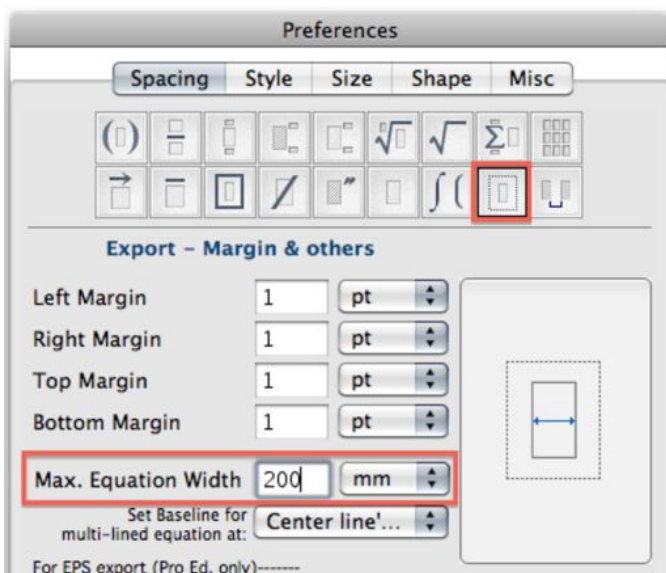 Preferences
Spacing Style Size Shape Misc
Export – Margin & others
Left Margin 1 pt
Right Margin 1 pt
Top Margin 1 pt
Bottom Margin 1 pt
Max. Equation Width 200 mm
Set Baseline for
multi-lined equation at: Center line'...
For EPS export (Pro Ed. only)-------